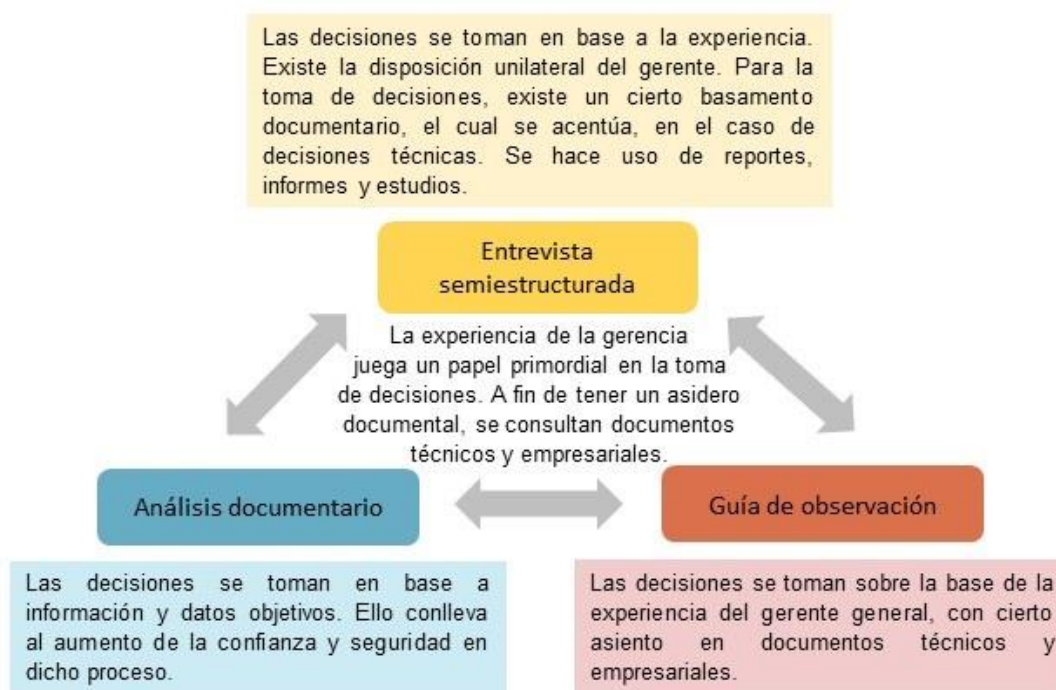 Las decisiones se toman en base a la experiencia.
Existe la disposición unilateral del gerente. Para la
toma de decisiones, existe un cierto basamento
documentario, el cual se acentúa, en el caso de
decisiones técnicas. Se hace uso de reportes,
informes y estudios.
Entrevista
semiestructurada
La experiencia de la gerencia
juega un papel primordial en la toma
de decisiones. A fin de tener un asidero
documental, se consultan documentos
técnicos y empresariales.
Análisis documentario
Guía de observación
Las decisiones se toman en base a
información y datos objetivos. Ello conlleva
al aumento de la confianza y seguridad en
dicho proceso.
Las decisiones se toman sobre la base de la
experiencia del gerente general, con cierto
asiento en documentos técnicos y
empresariales.